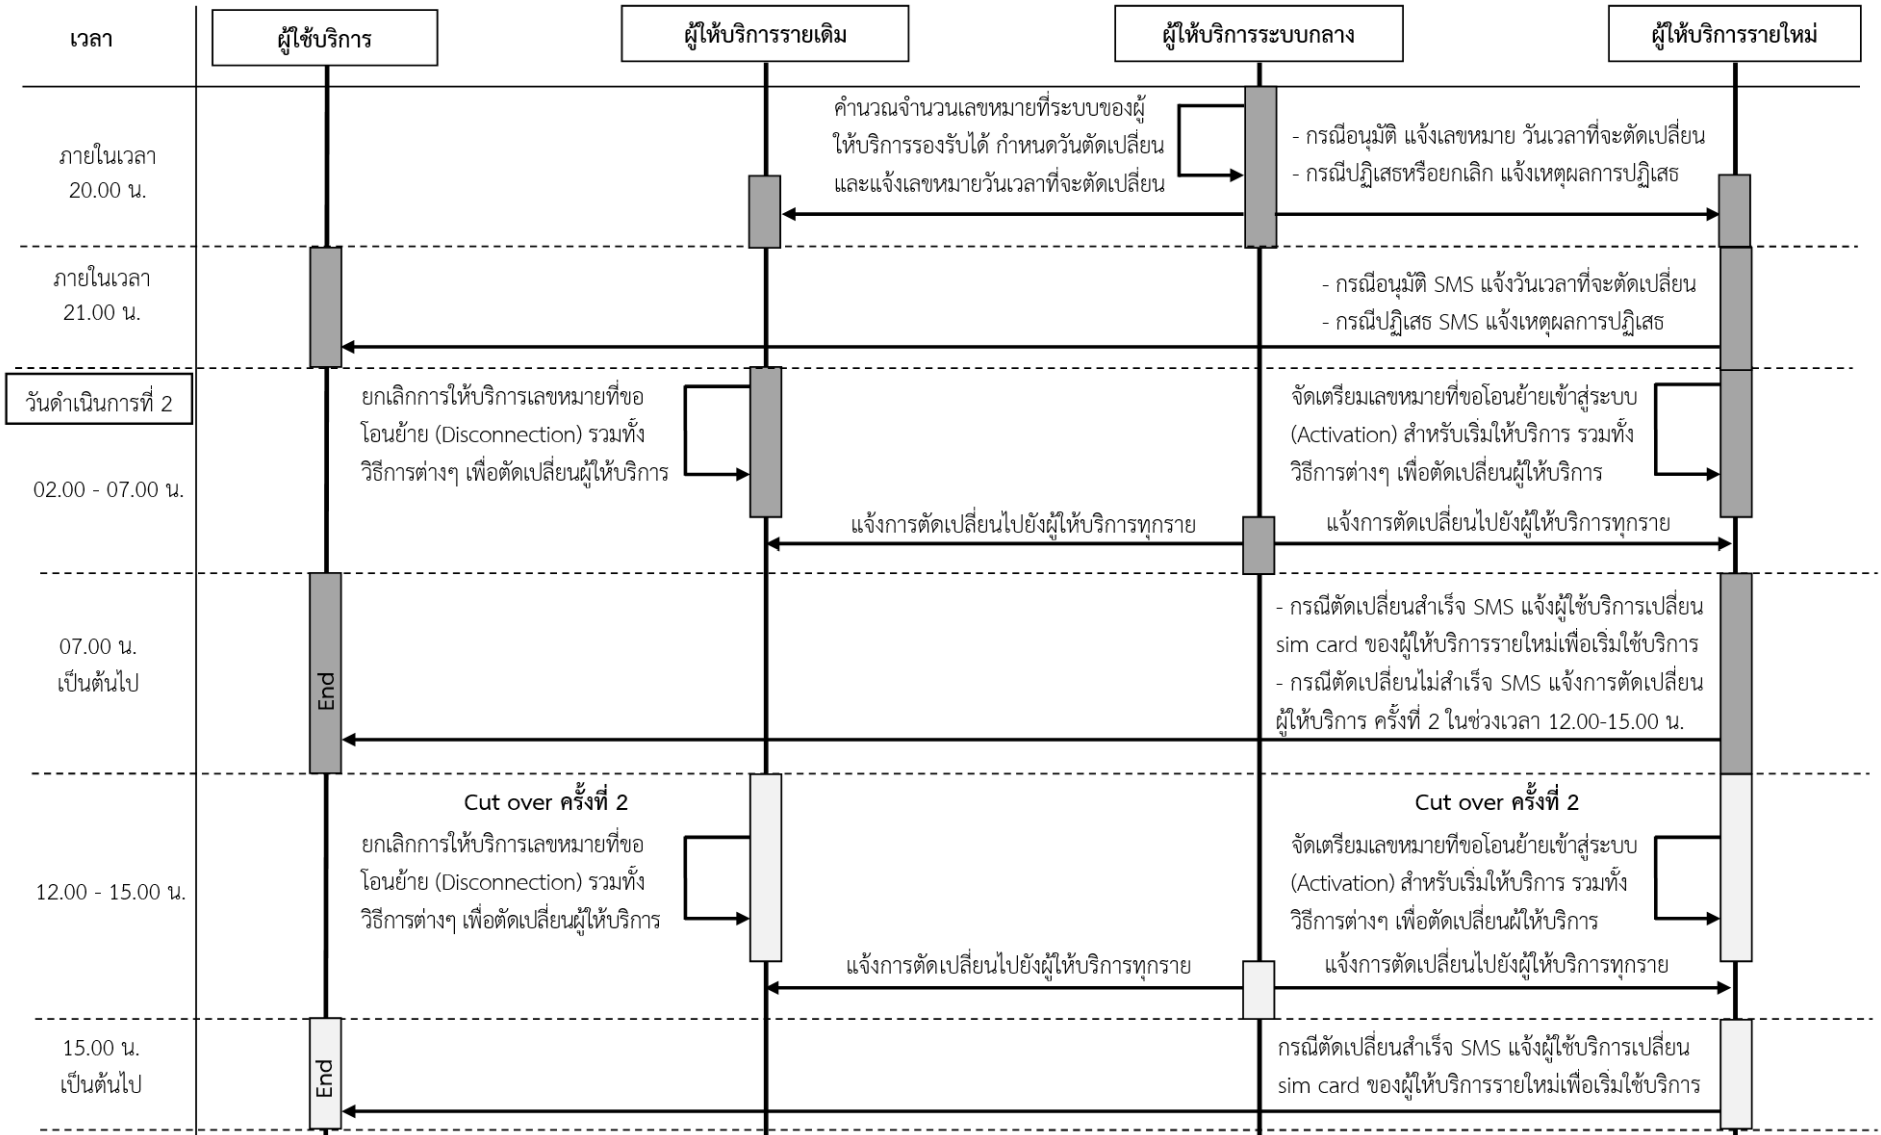 เวลา
ผู้ใช้บริการ
ผู้ให้บริการรายเดิม
ผู้ให้บริการระบบกลาง
ผู้ให้บริการรายใหม่
ภายในเวลา
20.00 น.
คำนวณจำนวนเลขหมายที่ระบบของผู้
ให้บริการรองรับได้ กำหนดวันตัดเปลี่ยน
และแจ้งเลขหมายวันเวลาที่จะตัดเปลี่ยน
- กรณีอนุมัติ แจ้งเลขหมาย วันเวลาที่จะตัดเปลี่ยน
- กรณีปฏิเสธหรือยกเลิก แจ้งเหตุผลการปฏิเสธ
ภายในเวลา
21.00 น.
- กรณีอนุมัติ SMS แจ้งวันเวลาที่จะตัดเปลี่ยน
- กรณีปฏิเสธ SMS แจ้งเหตุผลการปฏิเสธ
วันดำเนินการที่ 2
02.00 - 07.00 น.
ยกเลิกการให้บริการเลขหมายที่ขอ
โอนย้าย (Disconnection) รวมทั้ง
วิธีการต่างๆ เพื่อตัดเปลี่ยนผู้ให้บริการ
จัดเตรียมเลขหมายที่ขอโอนย้ายเข้าสู่ระบบ
(Activation) สำหรับเริ่มให้บริการ รวมทั้ง
วิธีการต่างๆ เพื่อตัดเปลี่ยนผู้ให้บริการ
แจ้งการตัดเปลี่ยนไปยังผู้ให้บริการทุกราย
แจ้งการตัดเปลี่ยนไปยังผู้ให้บริการทุกราย
07.00 น.
เป็นต้นไป
End
- กรณีตัดเปลี่ยนสำเร็จ SMS แจ้งผู้ใช้บริการเปลี่ยน
sim card ของผู้ให้บริการรายใหม่เพื่อเริ่มใช้บริการ
- กรณีตัดเปลี่ยนไม่สำเร็จ SMS แจ้งการตัดเปลี่ยน
ผู้ให้บริการ ครั้งที่ 2 ในช่วงเวลา 12.00-15.00 น.
12.00 - 15.00 น.
Cut over ครั้งที่ 2
ยกเลิกการให้บริการเลขหมายที่ขอ
โอนย้าย (Disconnection) รวมทั้ง
วิธีการต่างๆ เพื่อตัดเปลี่ยนผู้ให้บริการ
Cut over ครั้งที่ 2
จัดเตรียมเลขหมายที่ขอโอนย้ายเข้าสู่ระบบ
(Activation) สำหรับเริ่มให้บริการ รวมทั้ง
วิธีการต่างๆ เพื่อตัดเปลี่ยนผ้ให้บริการ
แจ้งการตัดเปลี่ยนไปยังผู้ให้บริการทุกราย
แจ้งการตัดเปลี่ยนไปยังผู้ให้บริการทุกราย
15.00 น.
เป็นต้นไป
End
กรณีตัดเปลี่ยนสำเร็จ SMS แจ้งผู้ใช้บริการเปลี่ยน
sim card ของผู้ให้บริการรายใหม่เพื่อเริ่มใช้บริการ